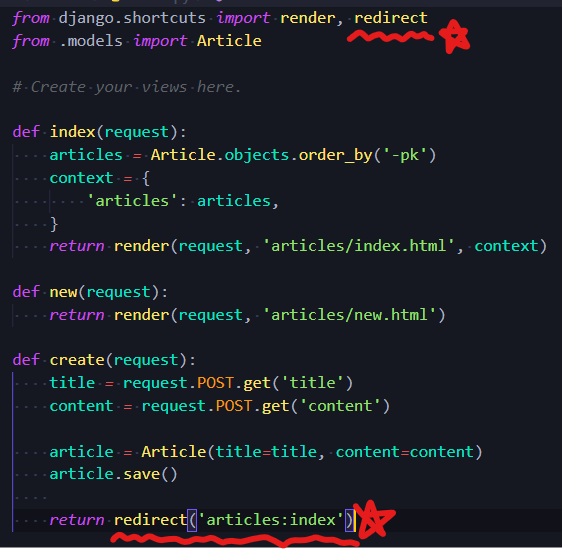 from django.shortcuts import render, redirect
from .models import Article
# Create your views here.
def index(request):
    articles = Article.objects.order_by('-pk')
    context = {
        'articles': articles,
    }
    return render(request, 'articles/index.html', context)
def new(request):
    return render(request, 'articles/new.html')
def create(request):
    title = request.POST.get('title')
    content = request.POST.get('content')
    article = Article(title=title, content=content)
    article.save()
    return redirect('articles:index')